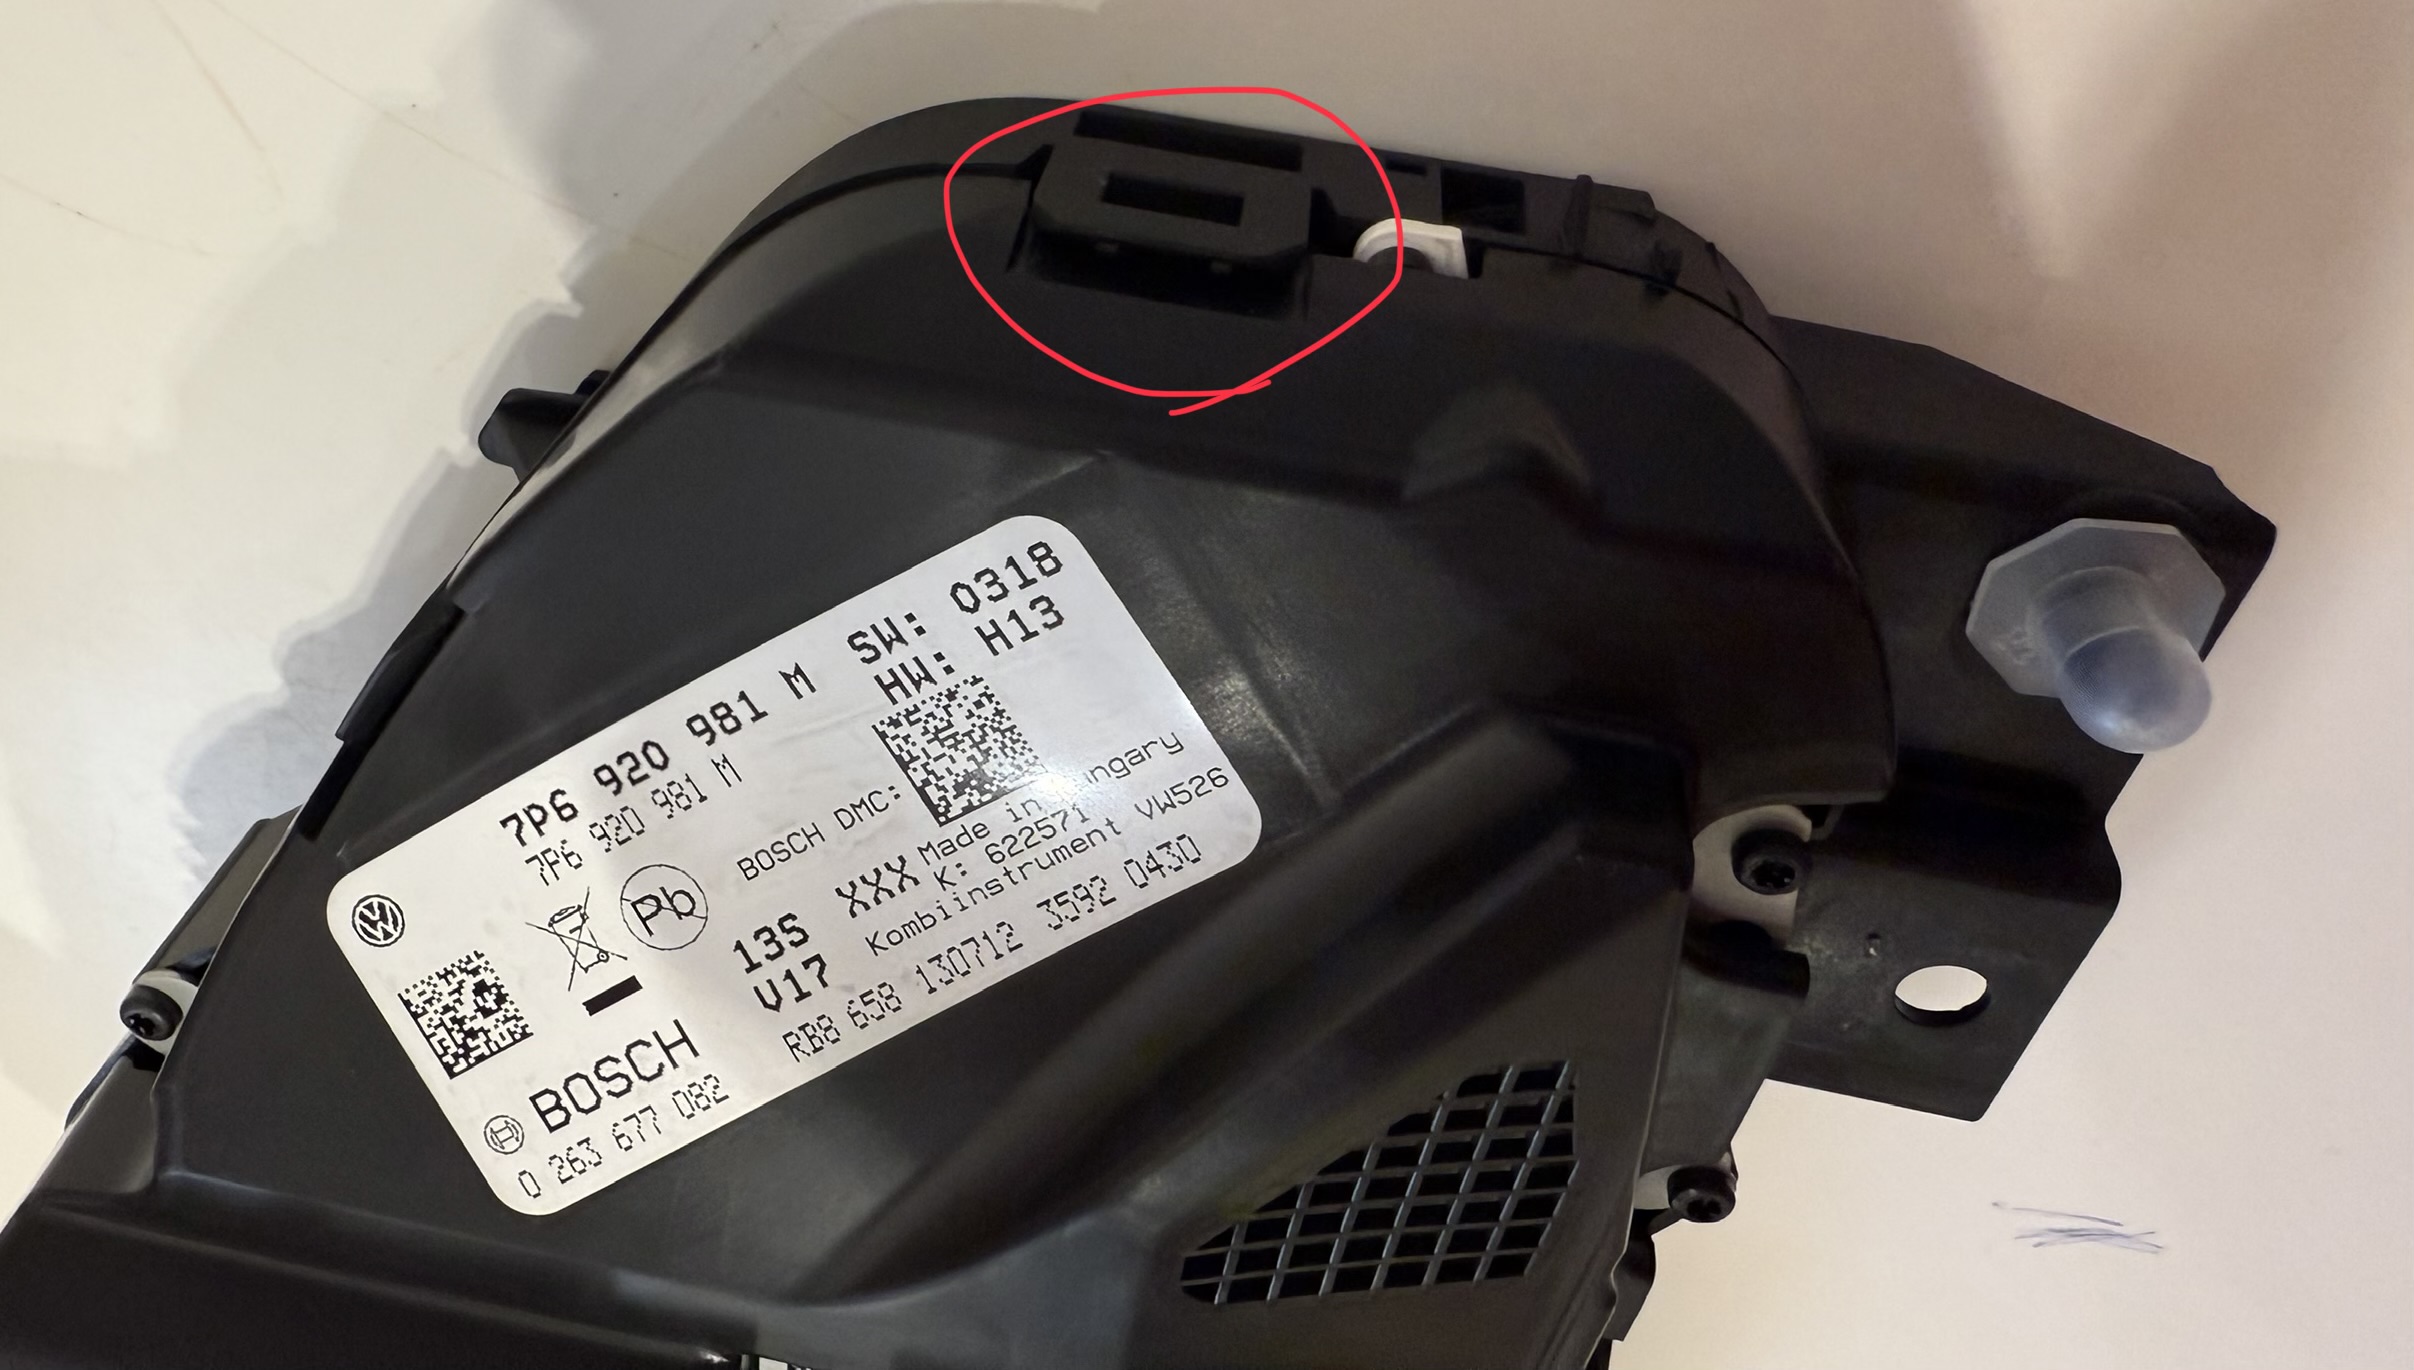 7P6 920 981 M
7P6 920 981 M
SW: 0318
HW: H13
BOSCH DMC:
Pb
13S XXX
V17
Made in
ngary
K: 622571
Kombiinstrument VW526
RB8 658 130712 3592 0430
BOSCH
0 263 677 082